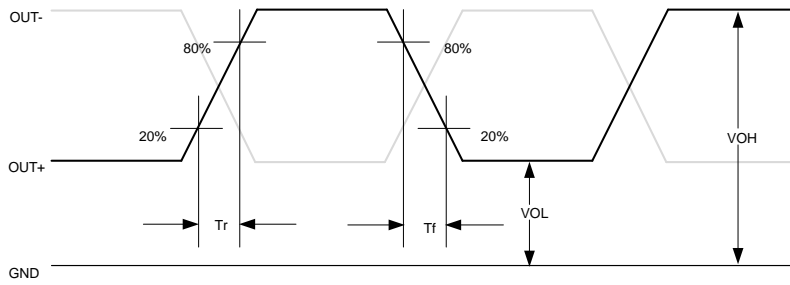 OUT-
80%
80%
20%
20%
VOH
OUT+
VOL
Tr
Tf
GND